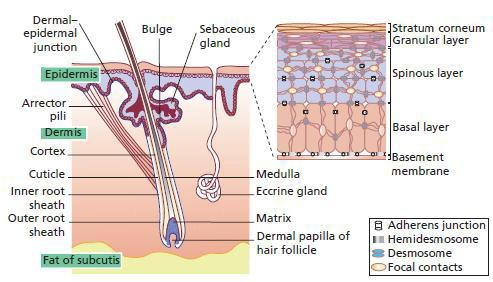 Dermal-
epidermal
junction
Bulge
Sebaceous
gland
Epidermis
Arrector
pili
Dermis
Cortex
Cuticle
Inner root
sheath
Outer root
sheath
Fat of subcutis
Medulla
Eccrine gland
Matrix
Dermal papilla of
hair follicle
Stratum corneum
Granular layer
Spinous layer
Basal layer
Basement
membrane
Adherens junction
Hemidesmosome
Desmosome
Focal contacts